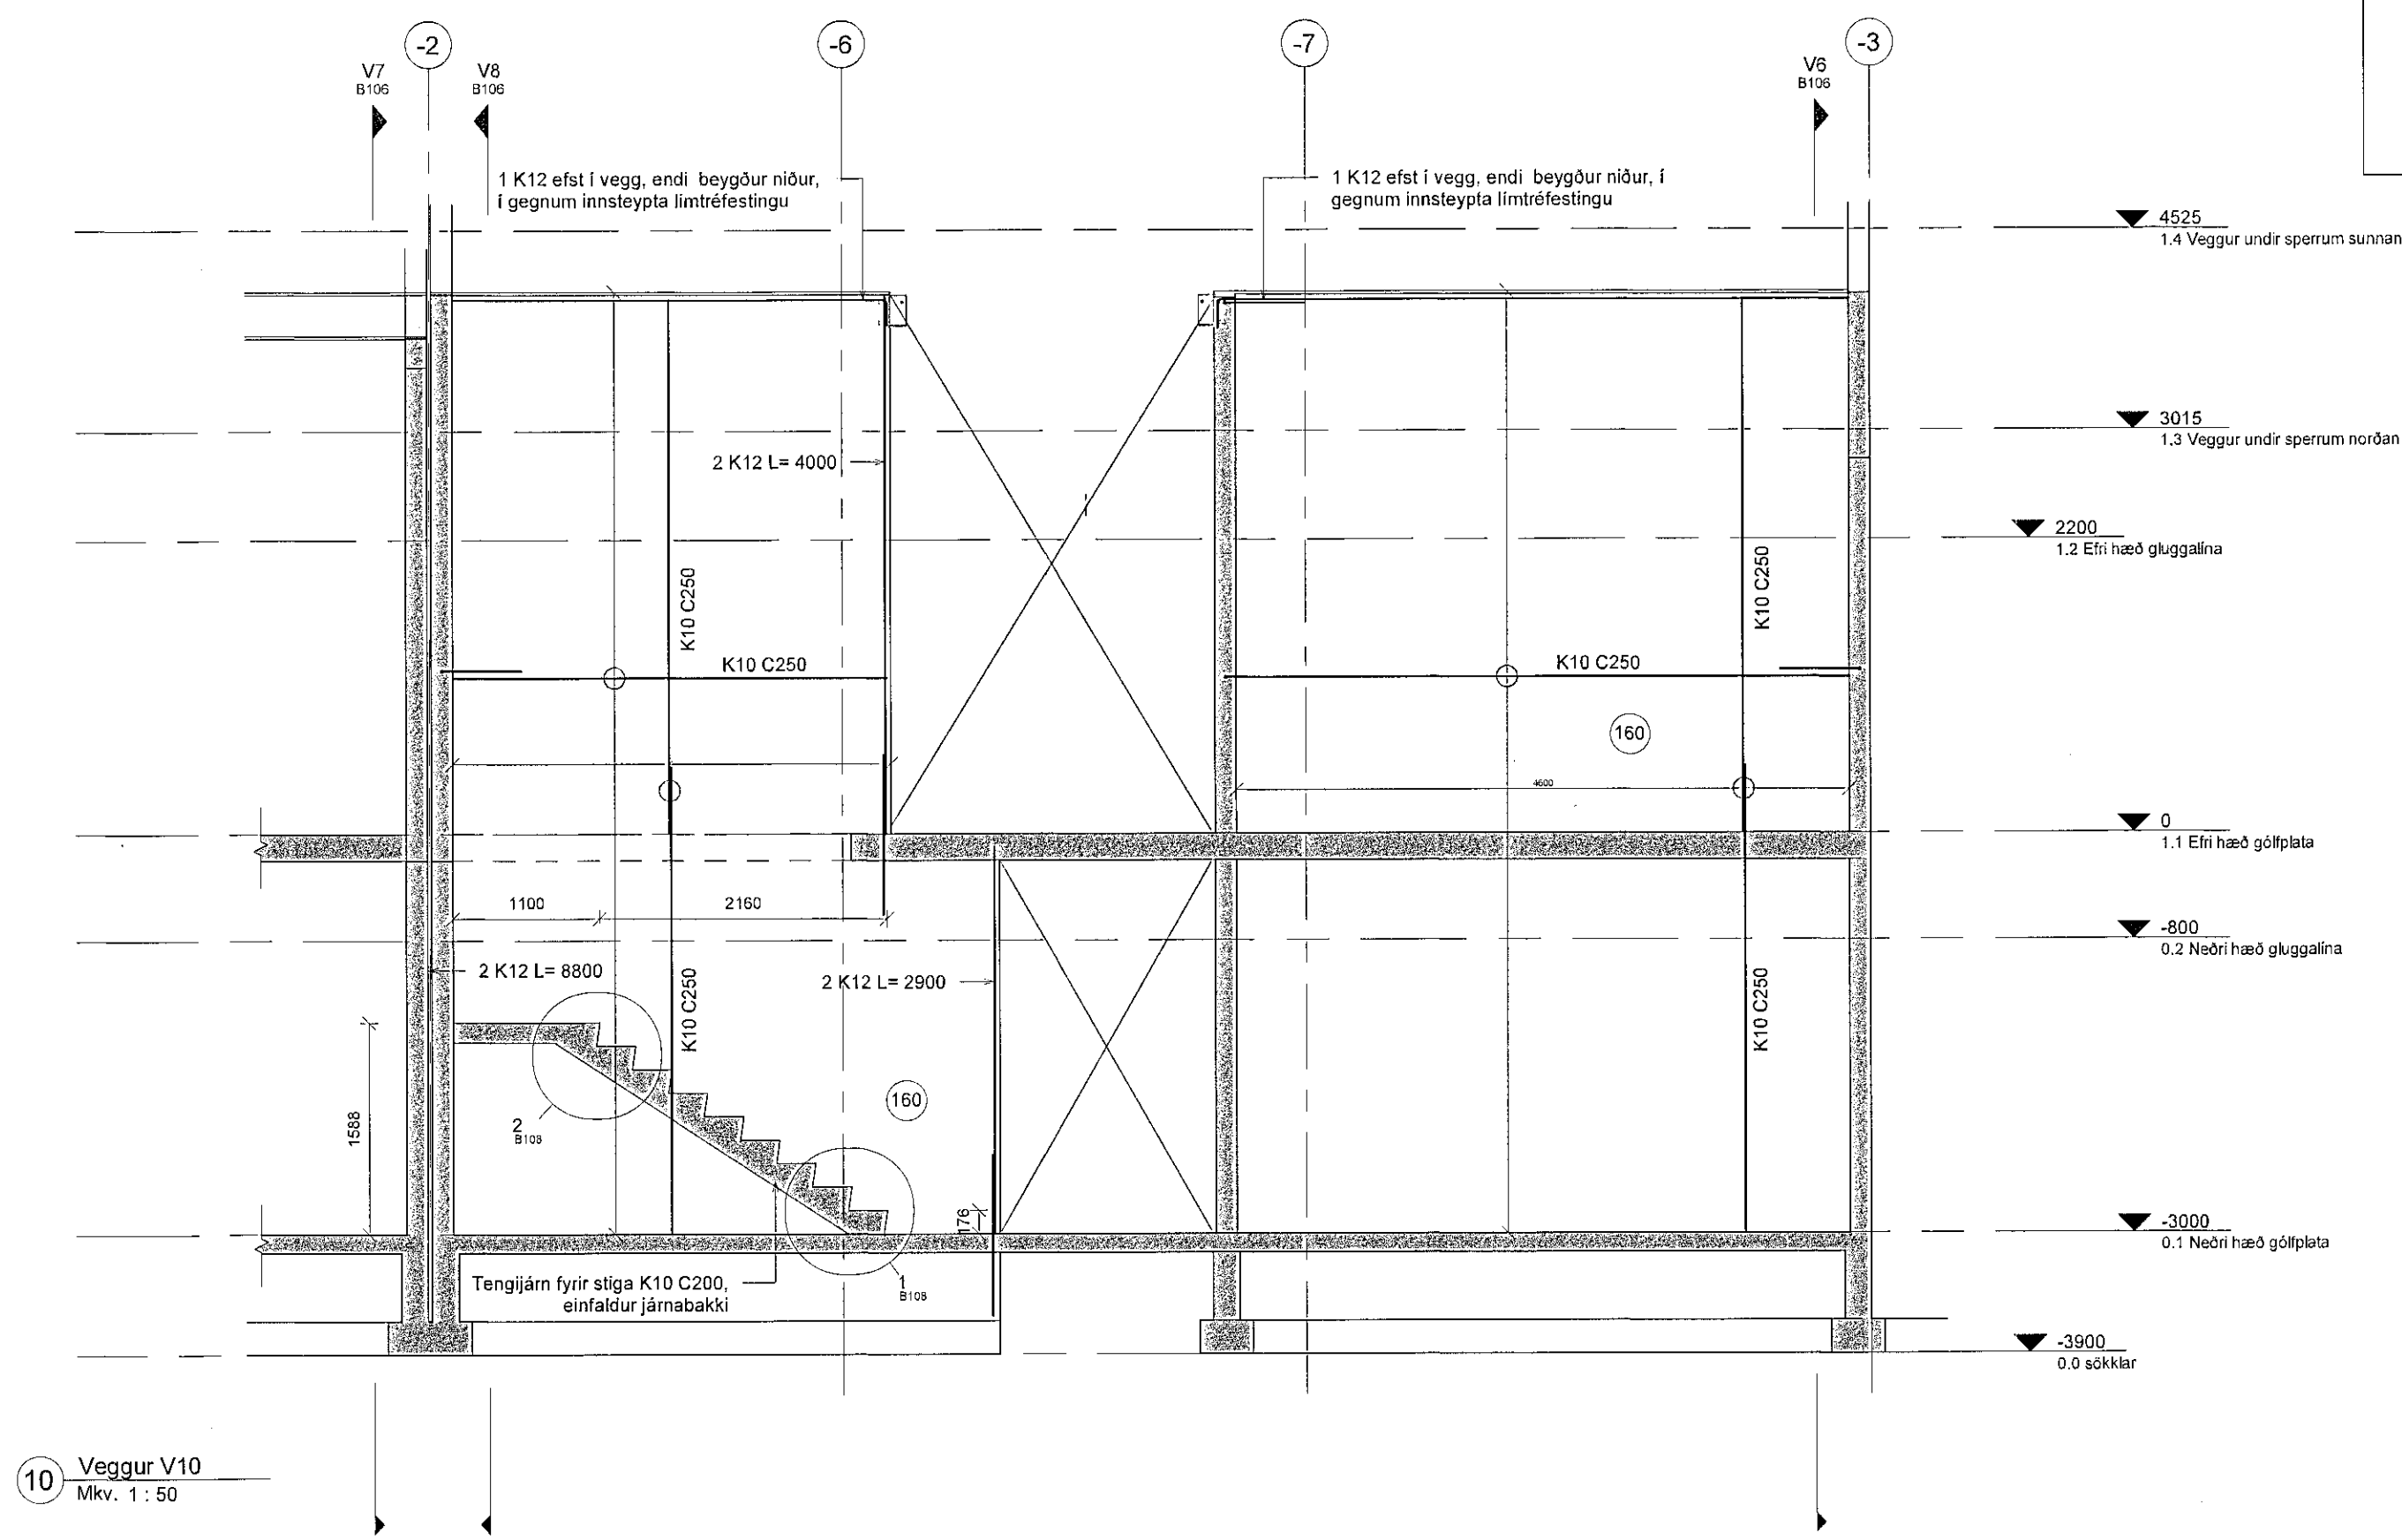 -2
-6
-7
-3
V7
B106
V8
B106
V6
B106
1 K12 efst í vegg, endi beygður niður,
í gegnum innsteypta límtréfestingu
1 K12 efst í vegg, endi beygður niður, í
gegnum innsteypta límtréfestingu
4525
1.4 Veggur undir sperrum sunnan
3015
1.3 Veggur undir sperrum norðan
2 K12 L= 4000
2200
1.2 Efri hæð gluggalína
K10 C250
K10 C250
K10 C250
K10 C250
160
4600
0
1.1 Efri hæð gólfplata
1100
2160
-800
0.2 Neðri hæð gluggalína
2 K12 L= 8800
2 K12 L= 2900
K10 C250
K10 C250
1588
160
2
B108
176
-3000
0.1 Neðri hæð gólfplata
Tengijárn fyrir stiga K10 C200,
einfaldur járnabakki
1
B108
-3900
0.0 sökklar
10
Veggur V10
Mkv. 1 : 50